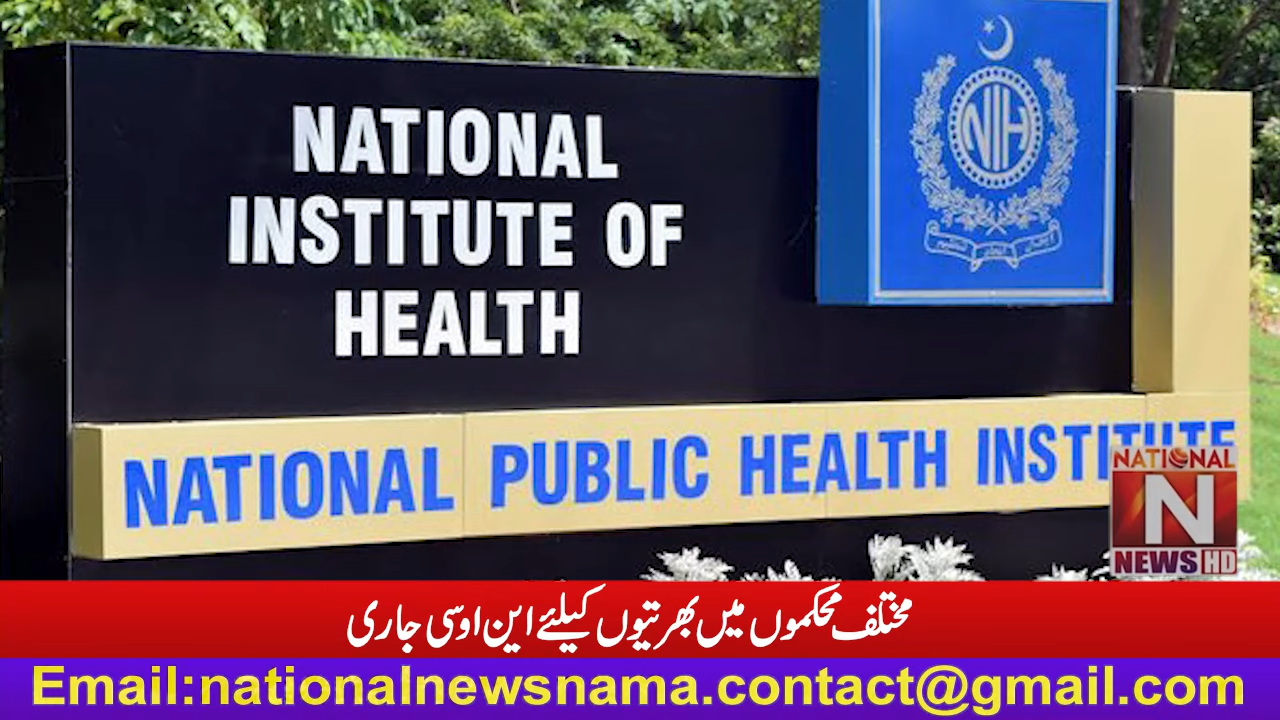 NATIONAL
INSTITUTE OF
HEALTH
NIH
NATIONAL PUBLIC HEALTH INSTITUTE
NATIONAL
N
NEWS HD
مختلف محکموں میں بھرتیوں کیلئے این او سی جاری
Email:nationalnewsnama.contact@gmail.com